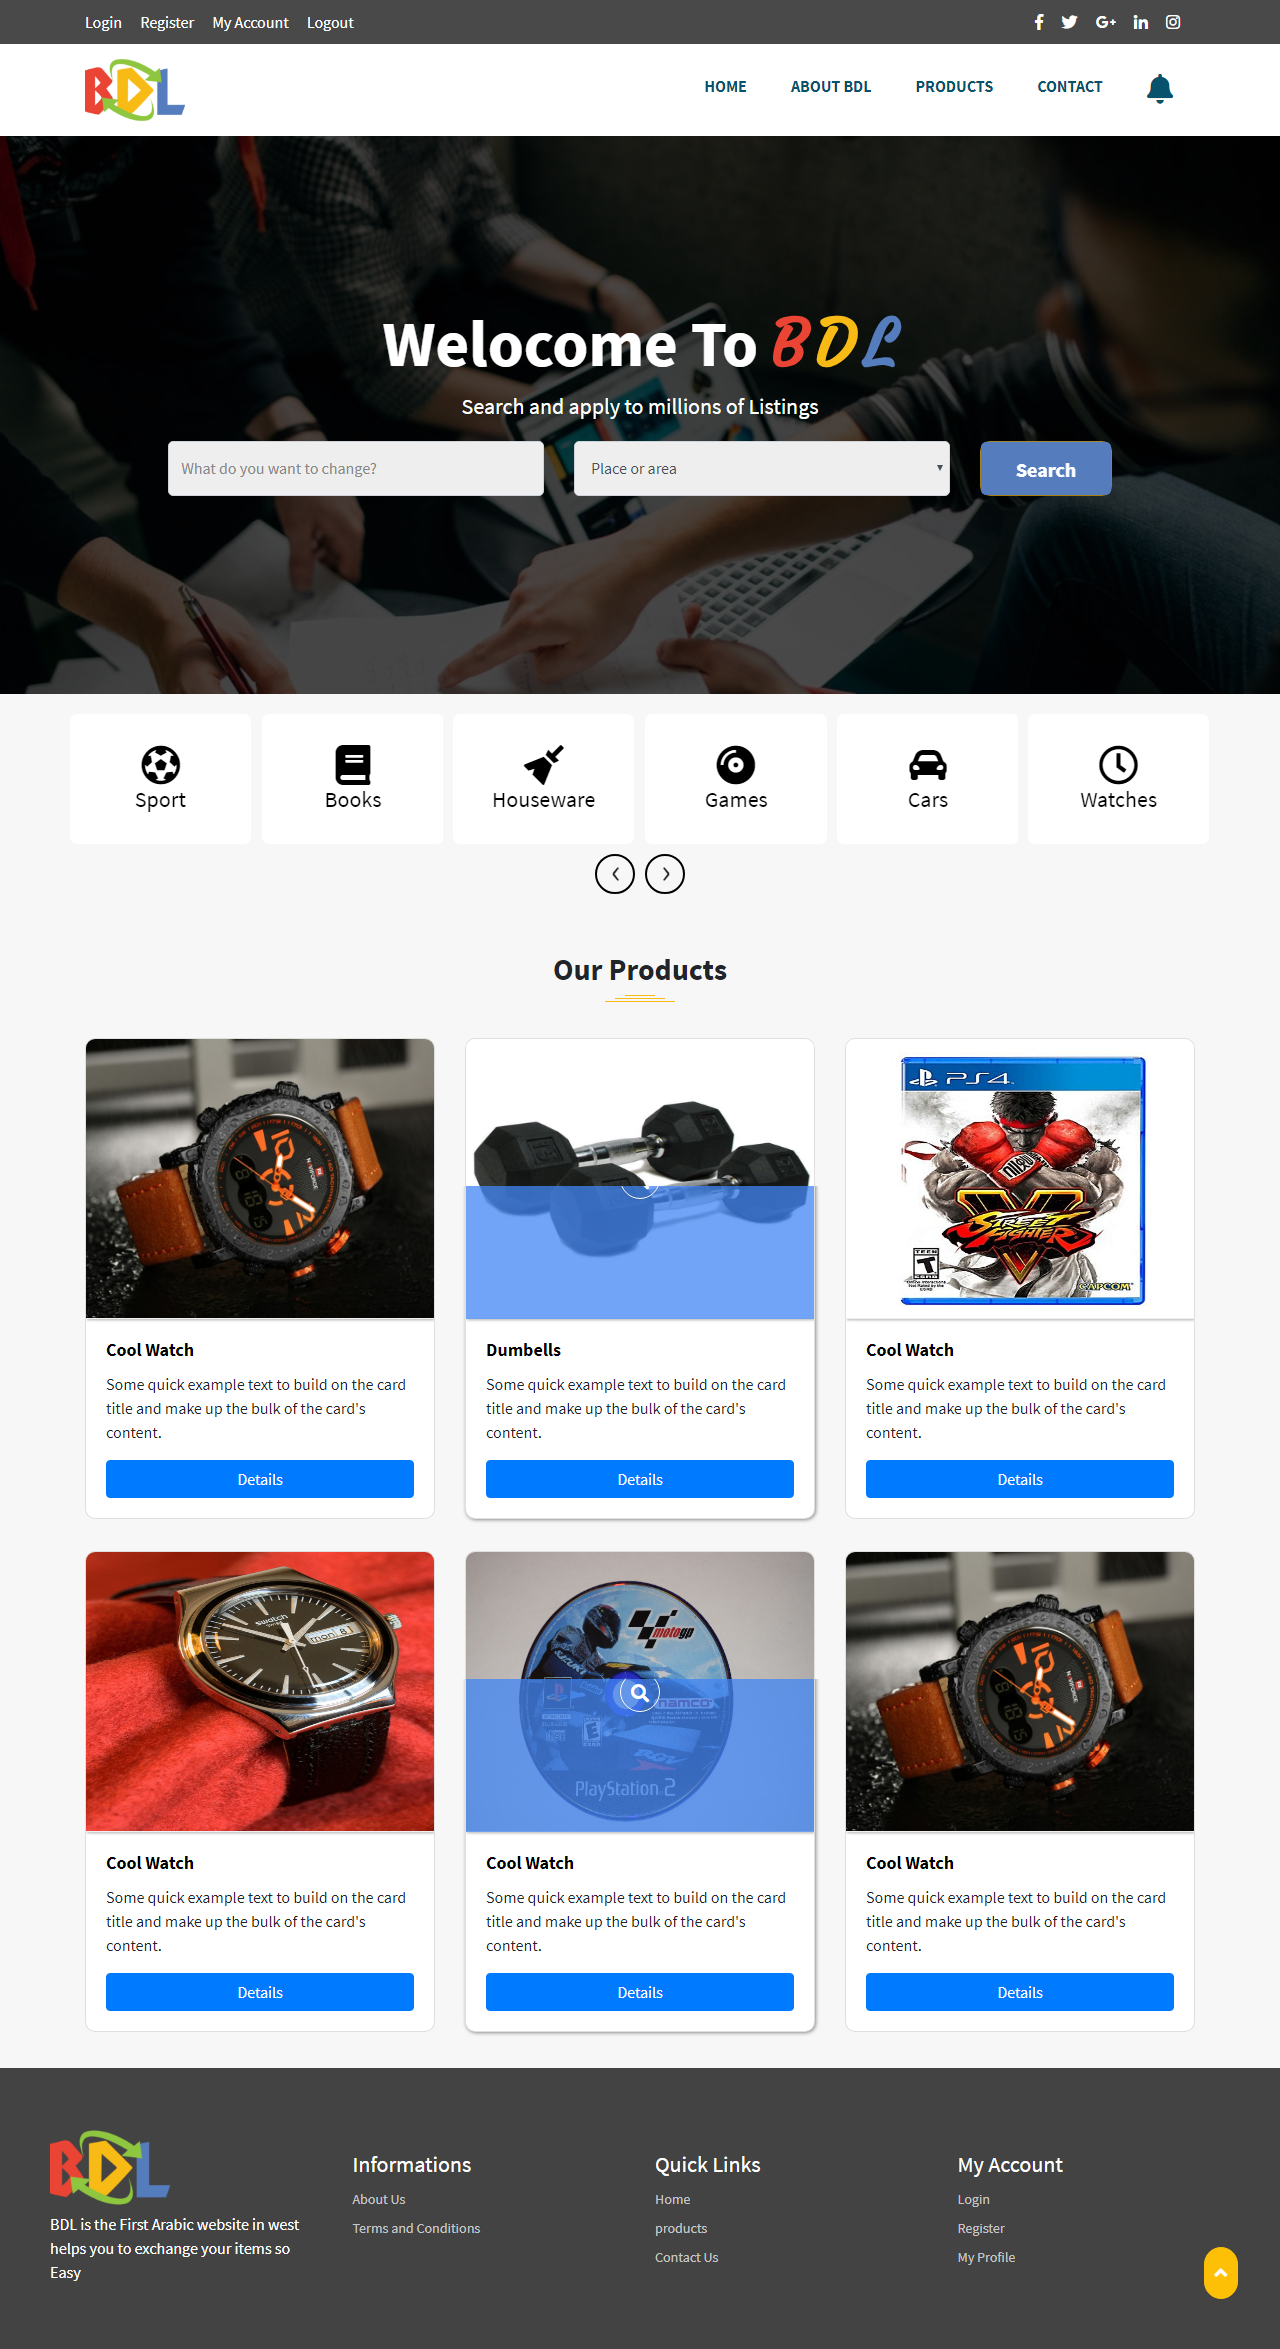 Login Register My Account Logout
BDL
HOME ABOUT BDL PRODUCTS CONTACT
Welocome To BDL
Search and apply to millions of Listings
What do you want to change?
Place or area
Search
Sport
Books
Houseware
Games
Cars
Watches
Our Products
PS4
STREET FIGHTER
V
TEEN
T
ESRB
CAPCOM
Cool Watch
Some quick example text to build on the card
title and make up the bulk of the card's
content.
Details
Dumbells
Some quick example text to build on the card
title and make up the bulk of the card's
content.
Details
Cool Watch
Some quick example text to build on the card
title and make up the bulk of the card's
content.
Details
swatch
motogp
SUZUKI
namco
PlayStation 2
Cool Watch
Some quick example text to build on the card
title and make up the bulk of the card's
content.
Details
Cool Watch
Some quick example text to build on the card
title and make up the bulk of the card's
content.
Details
Cool Watch
Some quick example text to build on the card
title and make up the bulk of the card's
content.
Details
BDL
BDL is the First Arabic website in west
helps you to exchange your items so
Easy
Informations
About Us
Terms and Conditions
Quick Links
Home
products
Contact Us
My Account
Login
Register
My Profile